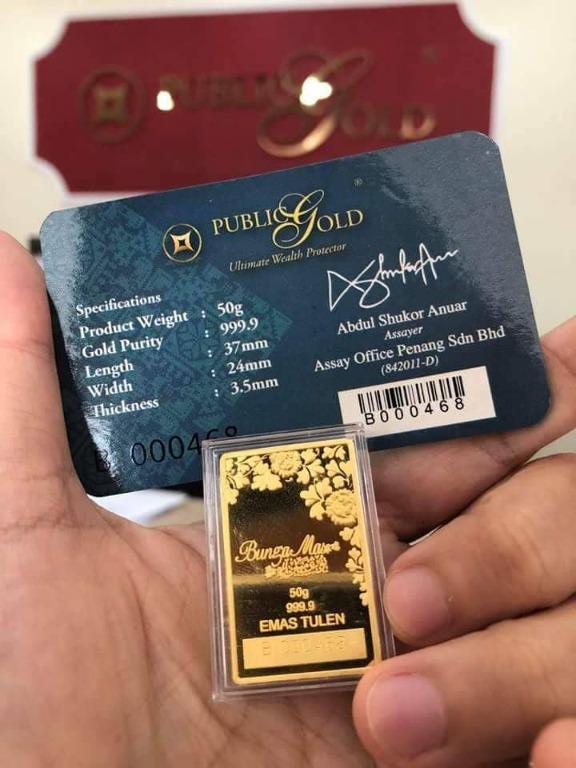 PUBLIC GOLD
PUBLIC GOLD ®
Ultimate Wealth Protector
Specifications
Product Weight : 50g
Gold Purity : 999.9
Length : 37mm
Width : 24mm
Thickness : 3.5mm
B 000468
Abdul Shukor Anuar
Assayer
Assay Office Penang Sdn Bhd
(842011-D)
B000468
Bunga Mas
50g
999.9
EMAS TULEN